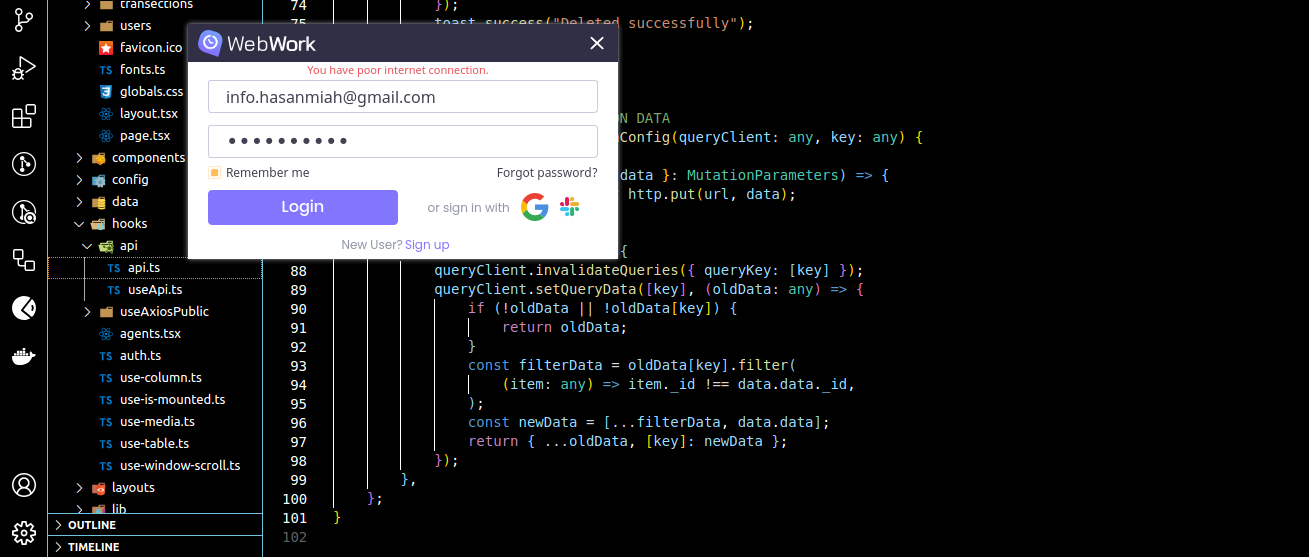 transections
users
favicon.ico
TS fonts.ts
globals.css
layout.tsx
page.tsx
components
config
data
hooks
api
TS api.ts
TS useApi.ts
useAxiosPublic
agents.tsx
TS auth.ts
TS use-column.ts
TS use-is-mounted.ts
TS use-media.ts
TS use-table.ts
TS use-window-scroll.ts
layouts
lib
OUTLINE
TIMELINE
WebWork
You have poor internet connection.
info.hasanmiah@gmail.com
Remember me
Forgot password?
Login
or sign in with
New User? Sign up
74 });
75 toast.success("Deleted successfully");
N DATA
Config(queryClient: any, key: any) {
data }: MutationParameters) => {
http.put(url, data);
{
88 queryClient.invalidateQueries({ queryKey: [key] });
89 queryClient.setQueryData([key], (oldData: any) => {
90 if (!oldData || !oldData[key]) {
91 return oldData;
92 }
93 const filterData = oldData[key].filter(
94 (item: any) => item._id !== data.data._id,
95 );
96 const newData = [...filterData, data.data];
97 return { ...oldData, [key]: newData };
98 });
99 },
100 };
101 }
102